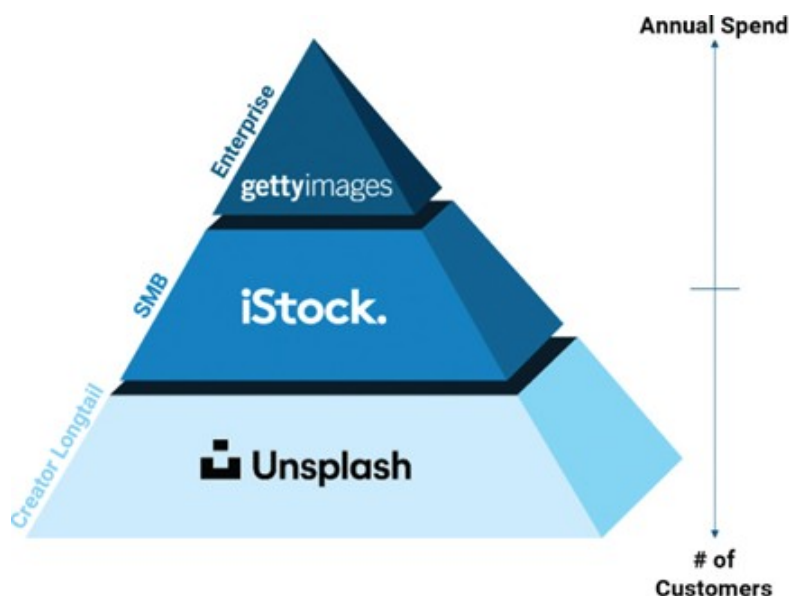 Annual Spend
Enterprise
gettyimages
SMB
iStock.
Creator Longtail
Unsplash
# of
Customers